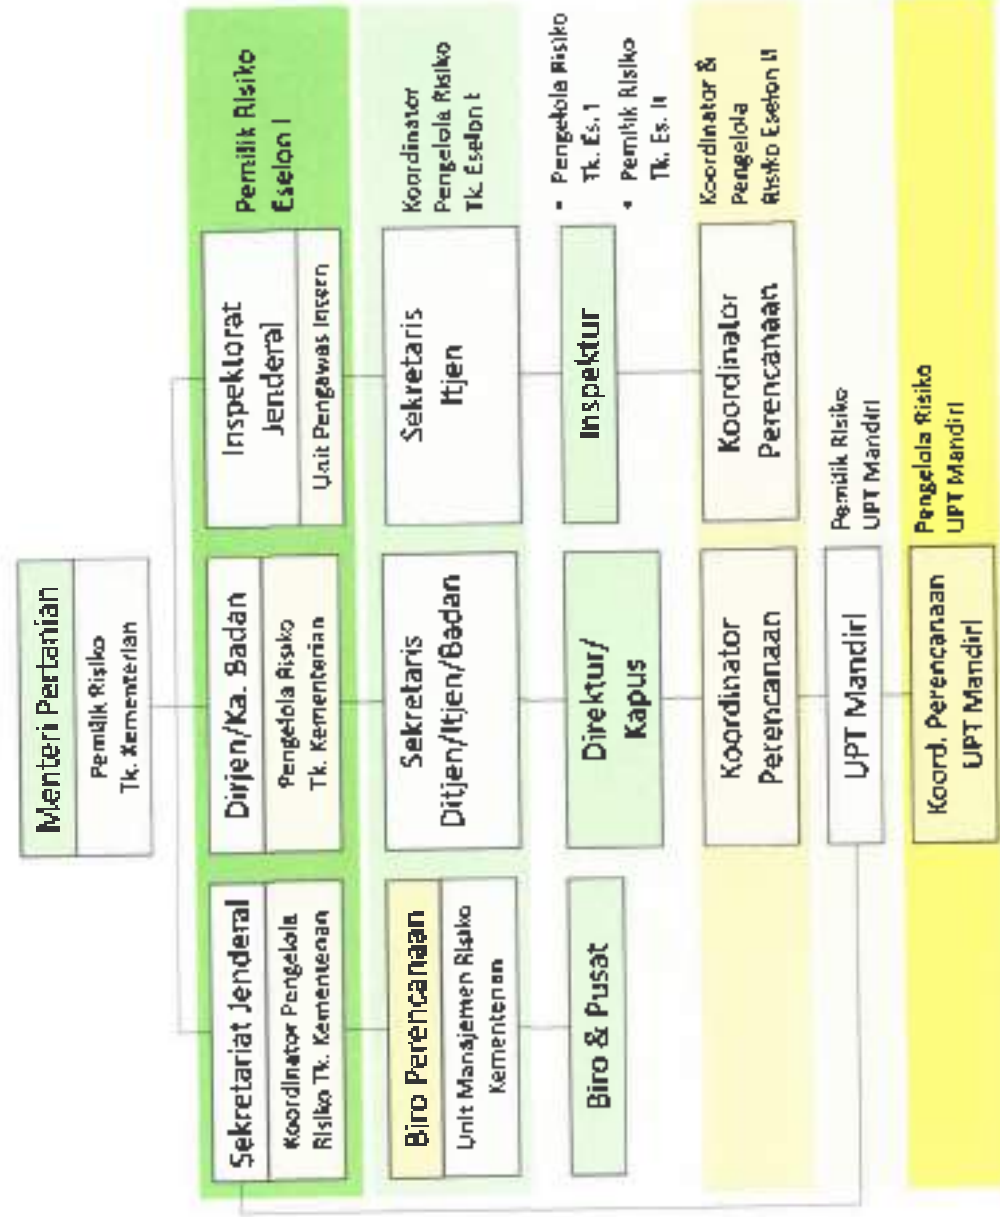 Menteri Pertanian
Pemilik Risiko
Tk. Kementerian
Sekretariat Jenderal
Koordinator Pengelola
Risiko Tk. Kementerian
Dirjen/Ka. Badan
Pengelola Risiko
Tk. Kementerian
Inspektorat
Jenderal
Unit Pengawas Intern
Pemilik Risiko
Eselon I
Biro Perencanaan
Unit Manajemen Risiko
Kementerian
Sekretaris
Ditjen/Itjen/Badan
Sekretaris
Itjen
Koordinator
Pengelola Risiko
Tk. Eselon I
Biro & Pusat
Direktur/
Kapus
Inspektur
• Pengelola Risiko
Tk. Es. I
• Pemilik Risiko
Tk. Es. II
Koordinator
Perencanaan
Koordinator
Perencanaan
Koordinator &
Pengelola
Risiko Eselon II
UPT Mandiri
Pemilik Risiko
UPT Mandiri
Koord. Perencanaan
UPT Mandiri
Pengelola Risiko
UPT Mandiri